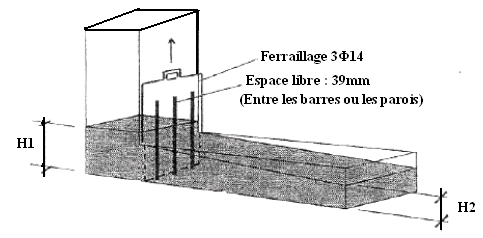 Ferraillage 3Φ14
Espace libre : 39mm
(Entre les barres ou les parois)
H1
H2